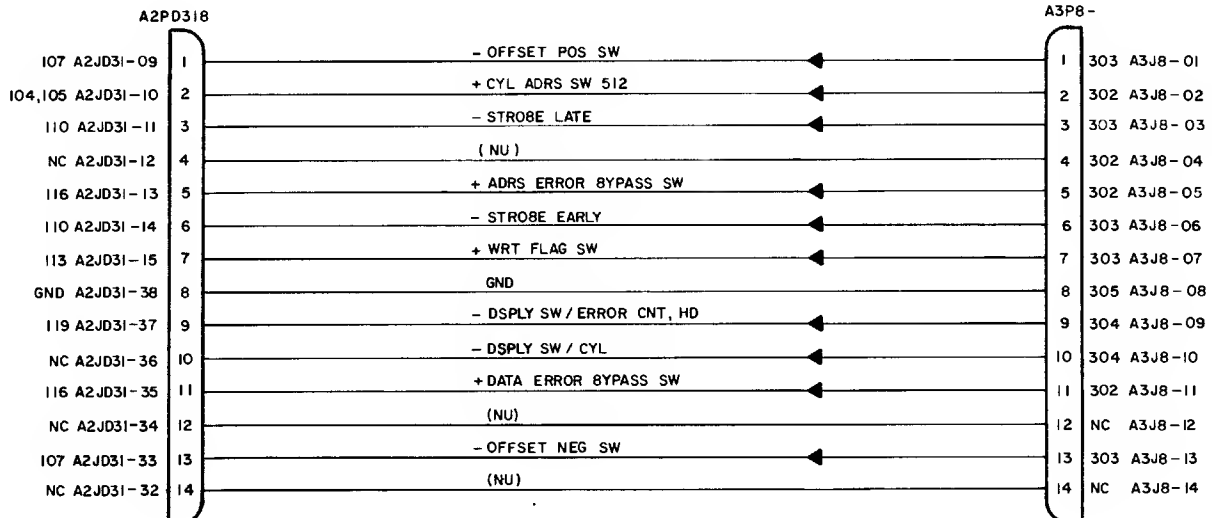 A2PD318 A3P8-
107 A2JD31-09 1 - OFFSET POS SW 1 303 A3J8-01
104,105 A2JD31-10 2 + CYL ADRS SW 512 2 302 A3J8-02
110 A2JD31-11 3 - STRO8E LATE 3 303 A3J8-03
NC A2JD31-12 4 (NU) 4 302 A3J8-04
116 A2JD31-13 5 + ADRS ERROR 8YPASS SW 5 302 A3J8-05
110 A2JD31-14 6 - STRO8E EARLY 6 303 A3J8-06
113 A2JD31-15 7 + WRT FLAG SW 7 303 A3J8-07
GND A2JD31-38 8 GND 8 305 A3J8-08
119 A2JD31-37 9 - DSPLY SW/ERROR CNT, HD 9 304 A3J8-09
NC A2JD31-36 10 - DSPLY SW/CYL 10 304 A3J8-10
116 A2JD31-35 11 +DATA ERROR 8YPASS SW 11 302 A3J8-11
NC A2JD31-34 12 (NU) 12 NC A3J8-12
107 A2JD31-33 13 - OFFSET NEG SW 13 303 A3J8-13
NC A2JD31-32 14 (NU) 14 NC A3J8-14